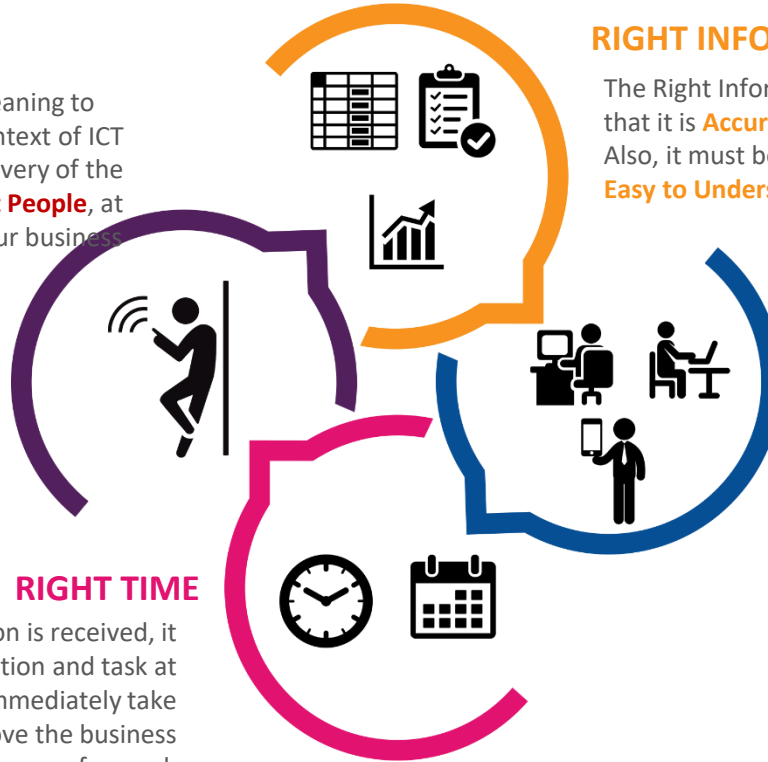 eaning to
ntext of ICT
very of the
People, at
ur business
RIGHT INFO
The Right Infor
that it is Accur
Also, it must be
Easy to Unders
RIGHT TIME
on is received, it
tion and task at
mmediately take
ove the business